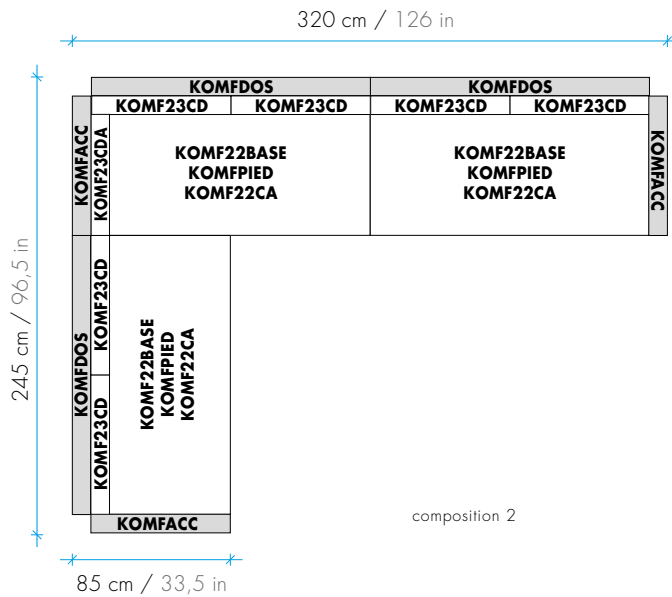 320 cm / 126 in
KOMFDOS KOMFDOS
KOMF23CD KOMF23CD KOMF23CD KOMF23CD
KOMFACC
KOMF23CDA
KOMF22BASE
KOMFPIED
KOMF22CA
KOMF22BASE
KOMFPIED
KOMF22CA
KOMFACC
245 cm / 96,5 in
KOMFDOS
KOMF23CD
KOMF23CD
KOMF22BASE
KOMFPIED
KOMF22CA
KOMFACC
composition 2
85 cm / 33,5 in